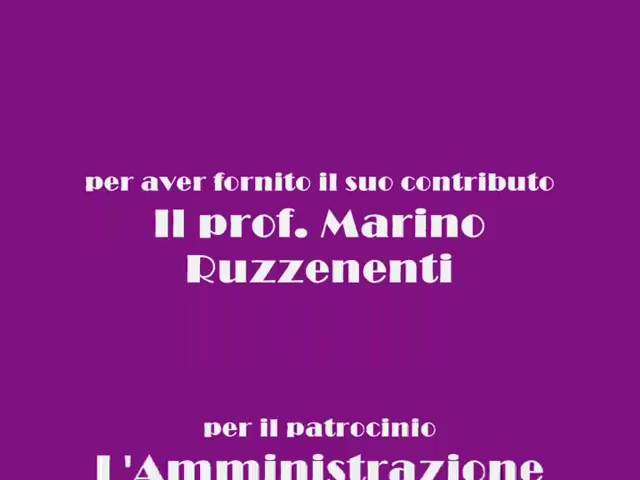 per aver fornito il suo contributo
Il prof. Marino
Ruzzenenti
per il patrocinio
L'Amministrazione